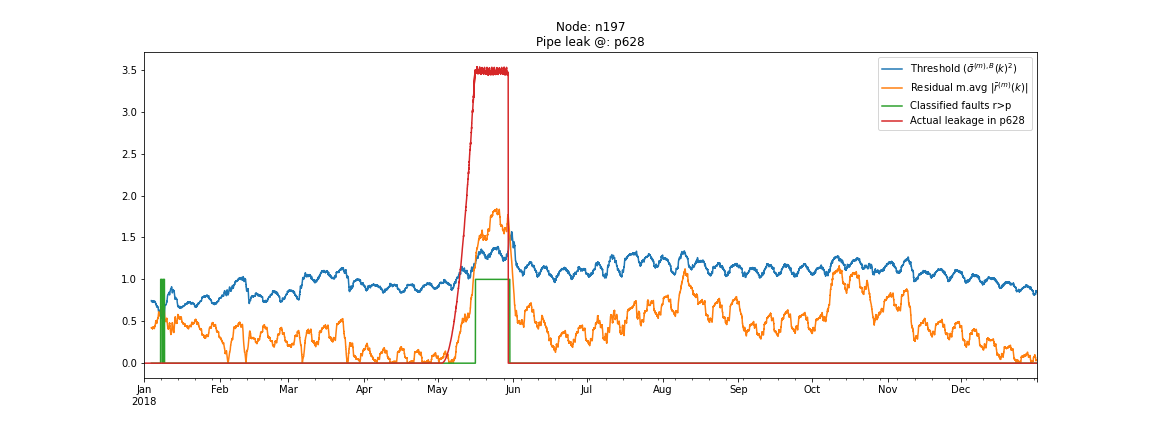 Node: n197
Pipe leak @: p628
3.5
3.0
2.5
2.0
1.5
1.0
0.5
0.0
Threshold (σ̄⁽ᵐ⁾,ᴮ(k)²)
Residual m.avg |r̄⁽ᵐ⁾(k)|
Classified faults r>p
Actual leakage in p628
Jan Feb Mar Apr May Jun Jul Aug Sep Oct Nov Dec
2018